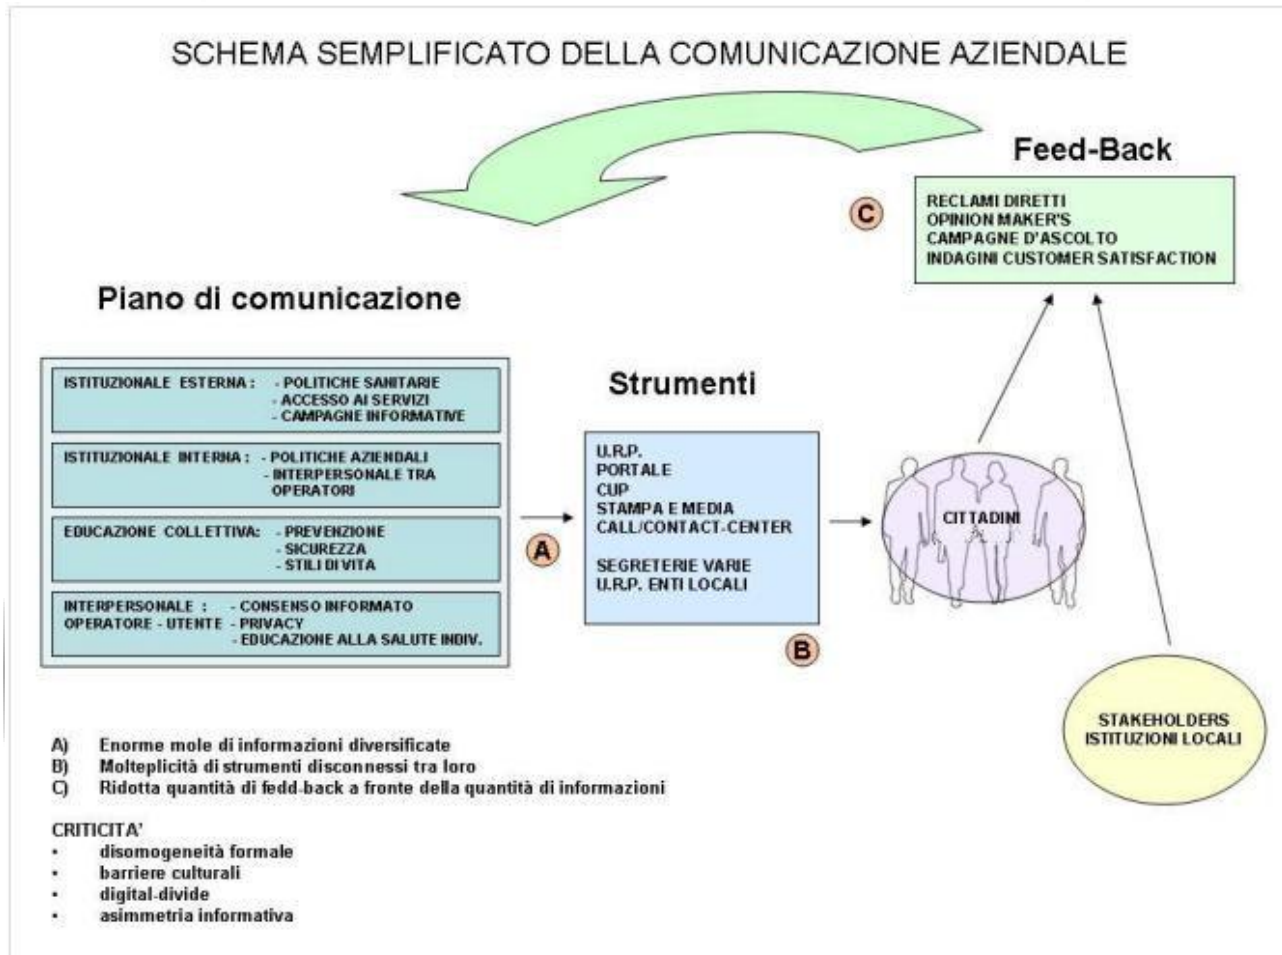 SCHEMA SEMPLIFICATO DELLA COMUNICAZIONE AZIENDALE
Feed-Back
C
RECLAMI DIRETTI
OPINION MAKER'S
CAMPAGNE D'ASCOLTO
INDAGINI CUSTOMER SATISFACTION
Piano di comunicazione
ISTITUZIONALE ESTERNA : - POLITICHE SANITARIE
- ACCESSO AI SERVIZI
- CAMPAGNE INFORMATIVE
ISTITUZIONALE INTERNA : - POLITICHE AZIENDALI
- INTERPERSONALE TRA
OPERATORI
EDUCAZIONE COLLETTIVA: - PREVENZIONE
- SICUREZZA
- STILI DI VITA
INTERPERSONALE : - CONSENSO INFORMATO
OPERATORE - UTENTE - PRIVACY
- EDUCAZIONE ALLA SALUTE INDIV.
A
Strumenti
U.R.P.
PORTALE
CUP
STAMPA E MEDIA
CALL/CONTACT-CENTER
SEGRETERIE VARIE
U.R.P. ENTI LOCALI
B
CITTADINI
STAKEHOLDERS
ISTITUZIONI LOCALI
A) Enorme mole di informazioni diversificate
B) Molteplicità di strumenti disconnessi tra loro
C) Ridotta quantità di fedd-back a fronte della quantità di informazioni
CRITICITA'
• disomogeneità formale
• barriere culturali
• digital-divide
• asimmetria informativa